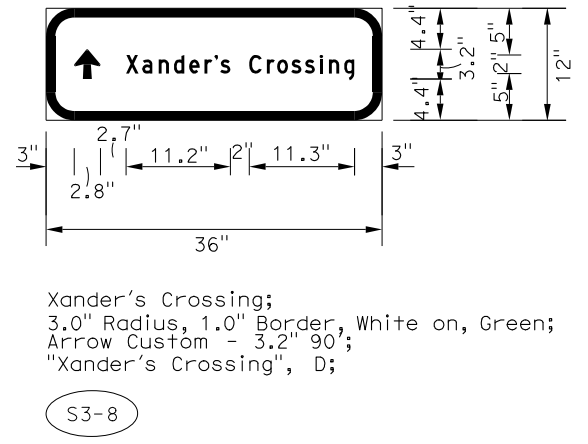 Xander's Crossing
4.4" 5"
3.2" 2" 12"
4.4" 5"
3" 2.7" 11.2" 2" 11.3" 3"
2.8"
36"
Xander's Crossing;
3.0" Radius, 1.0" Border, White on, Green;
Arrow Custom - 3.2" 90°;
"Xander's Crossing", D;
S3-8